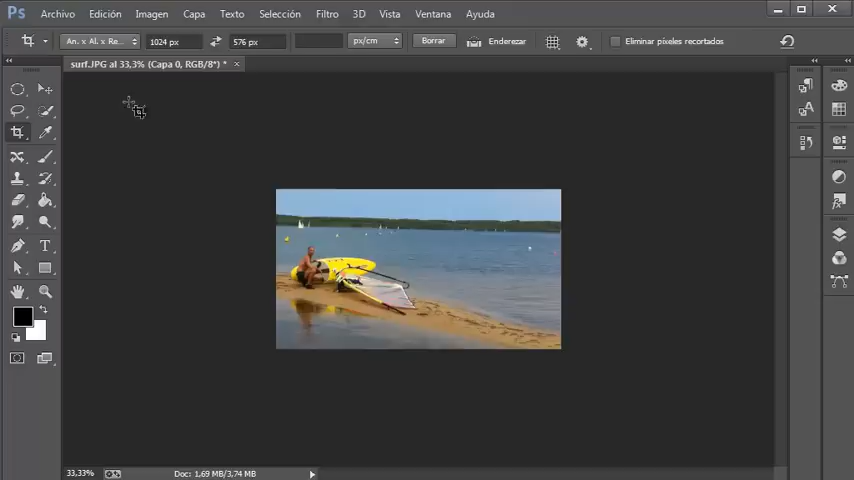 Ps Archivo Edición Imagen Capa Texto Selección Filtro 3D Vista Ventana Ayuda
An. x Al. x Re... 1024 px 576 px px/cm Borrar Enderezar Eliminar píxeles recortados
surf.JPG al 33,3% (Capa 0, RGB/8*) * ×
33,33% Doc: 1,69 MB/3,74 MB